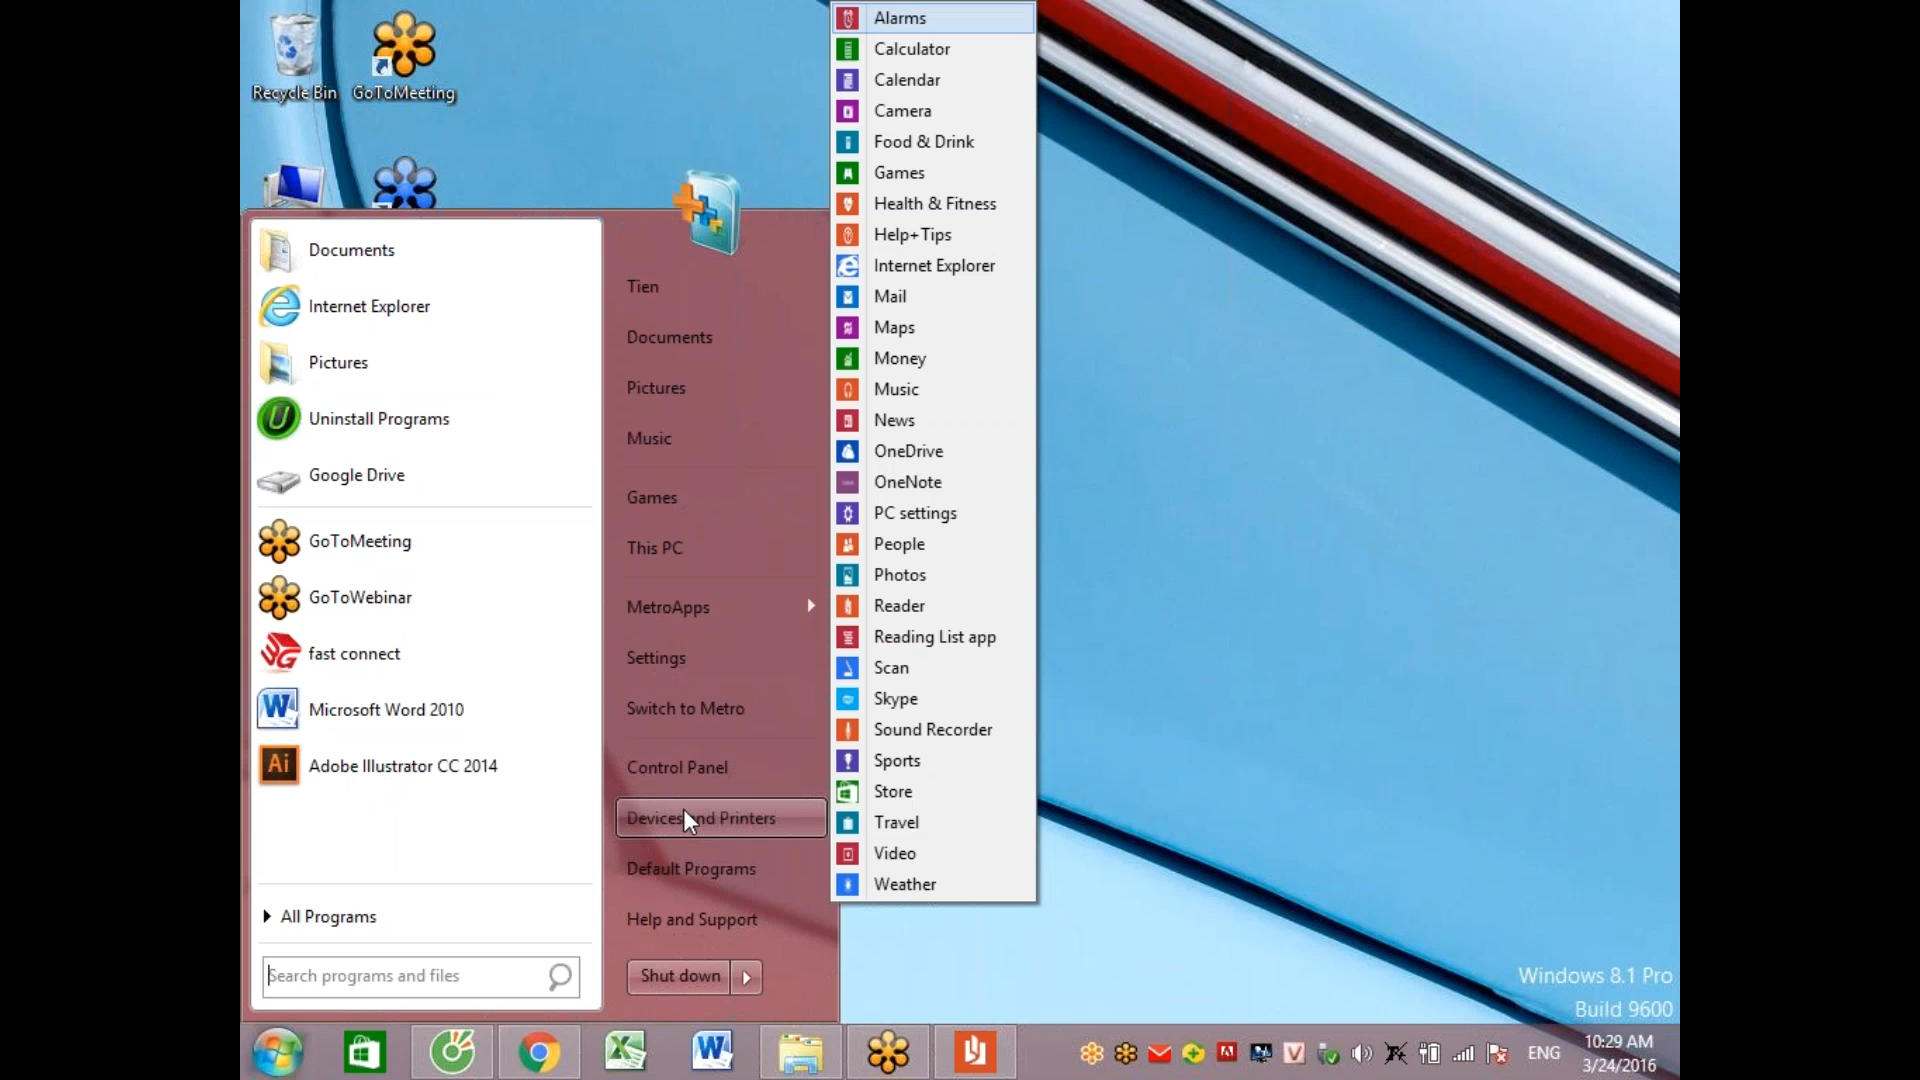 Recycle Bin
GoToMeeting
Documents
Internet Explorer
Pictures
Uninstall Programs
Google Drive
GoToMeeting
GoToWebinar
fast connect
Microsoft Word 2010
Adobe Illustrator CC 2014
All Programs
Search programs and files
Tien
Documents
Pictures
Music
Games
This PC
MetroApps
Settings
Switch to Metro
Control Panel
Devices and Printers
Default Programs
Help and Support
Shut down
Alarms
Calculator
Calendar
Camera
Food & Drink
Games
Health & Fitness
Help+Tips
Internet Explorer
Mail
Maps
Money
Music
News
OneDrive
OneNote
PC settings
People
Photos
Reader
Reading List app
Scan
Skype
Sound Recorder
Sports
Store
Travel
Video
Weather
Windows 8.1 Pro
Build 9600
ENG
10:29 AM
3/24/2016